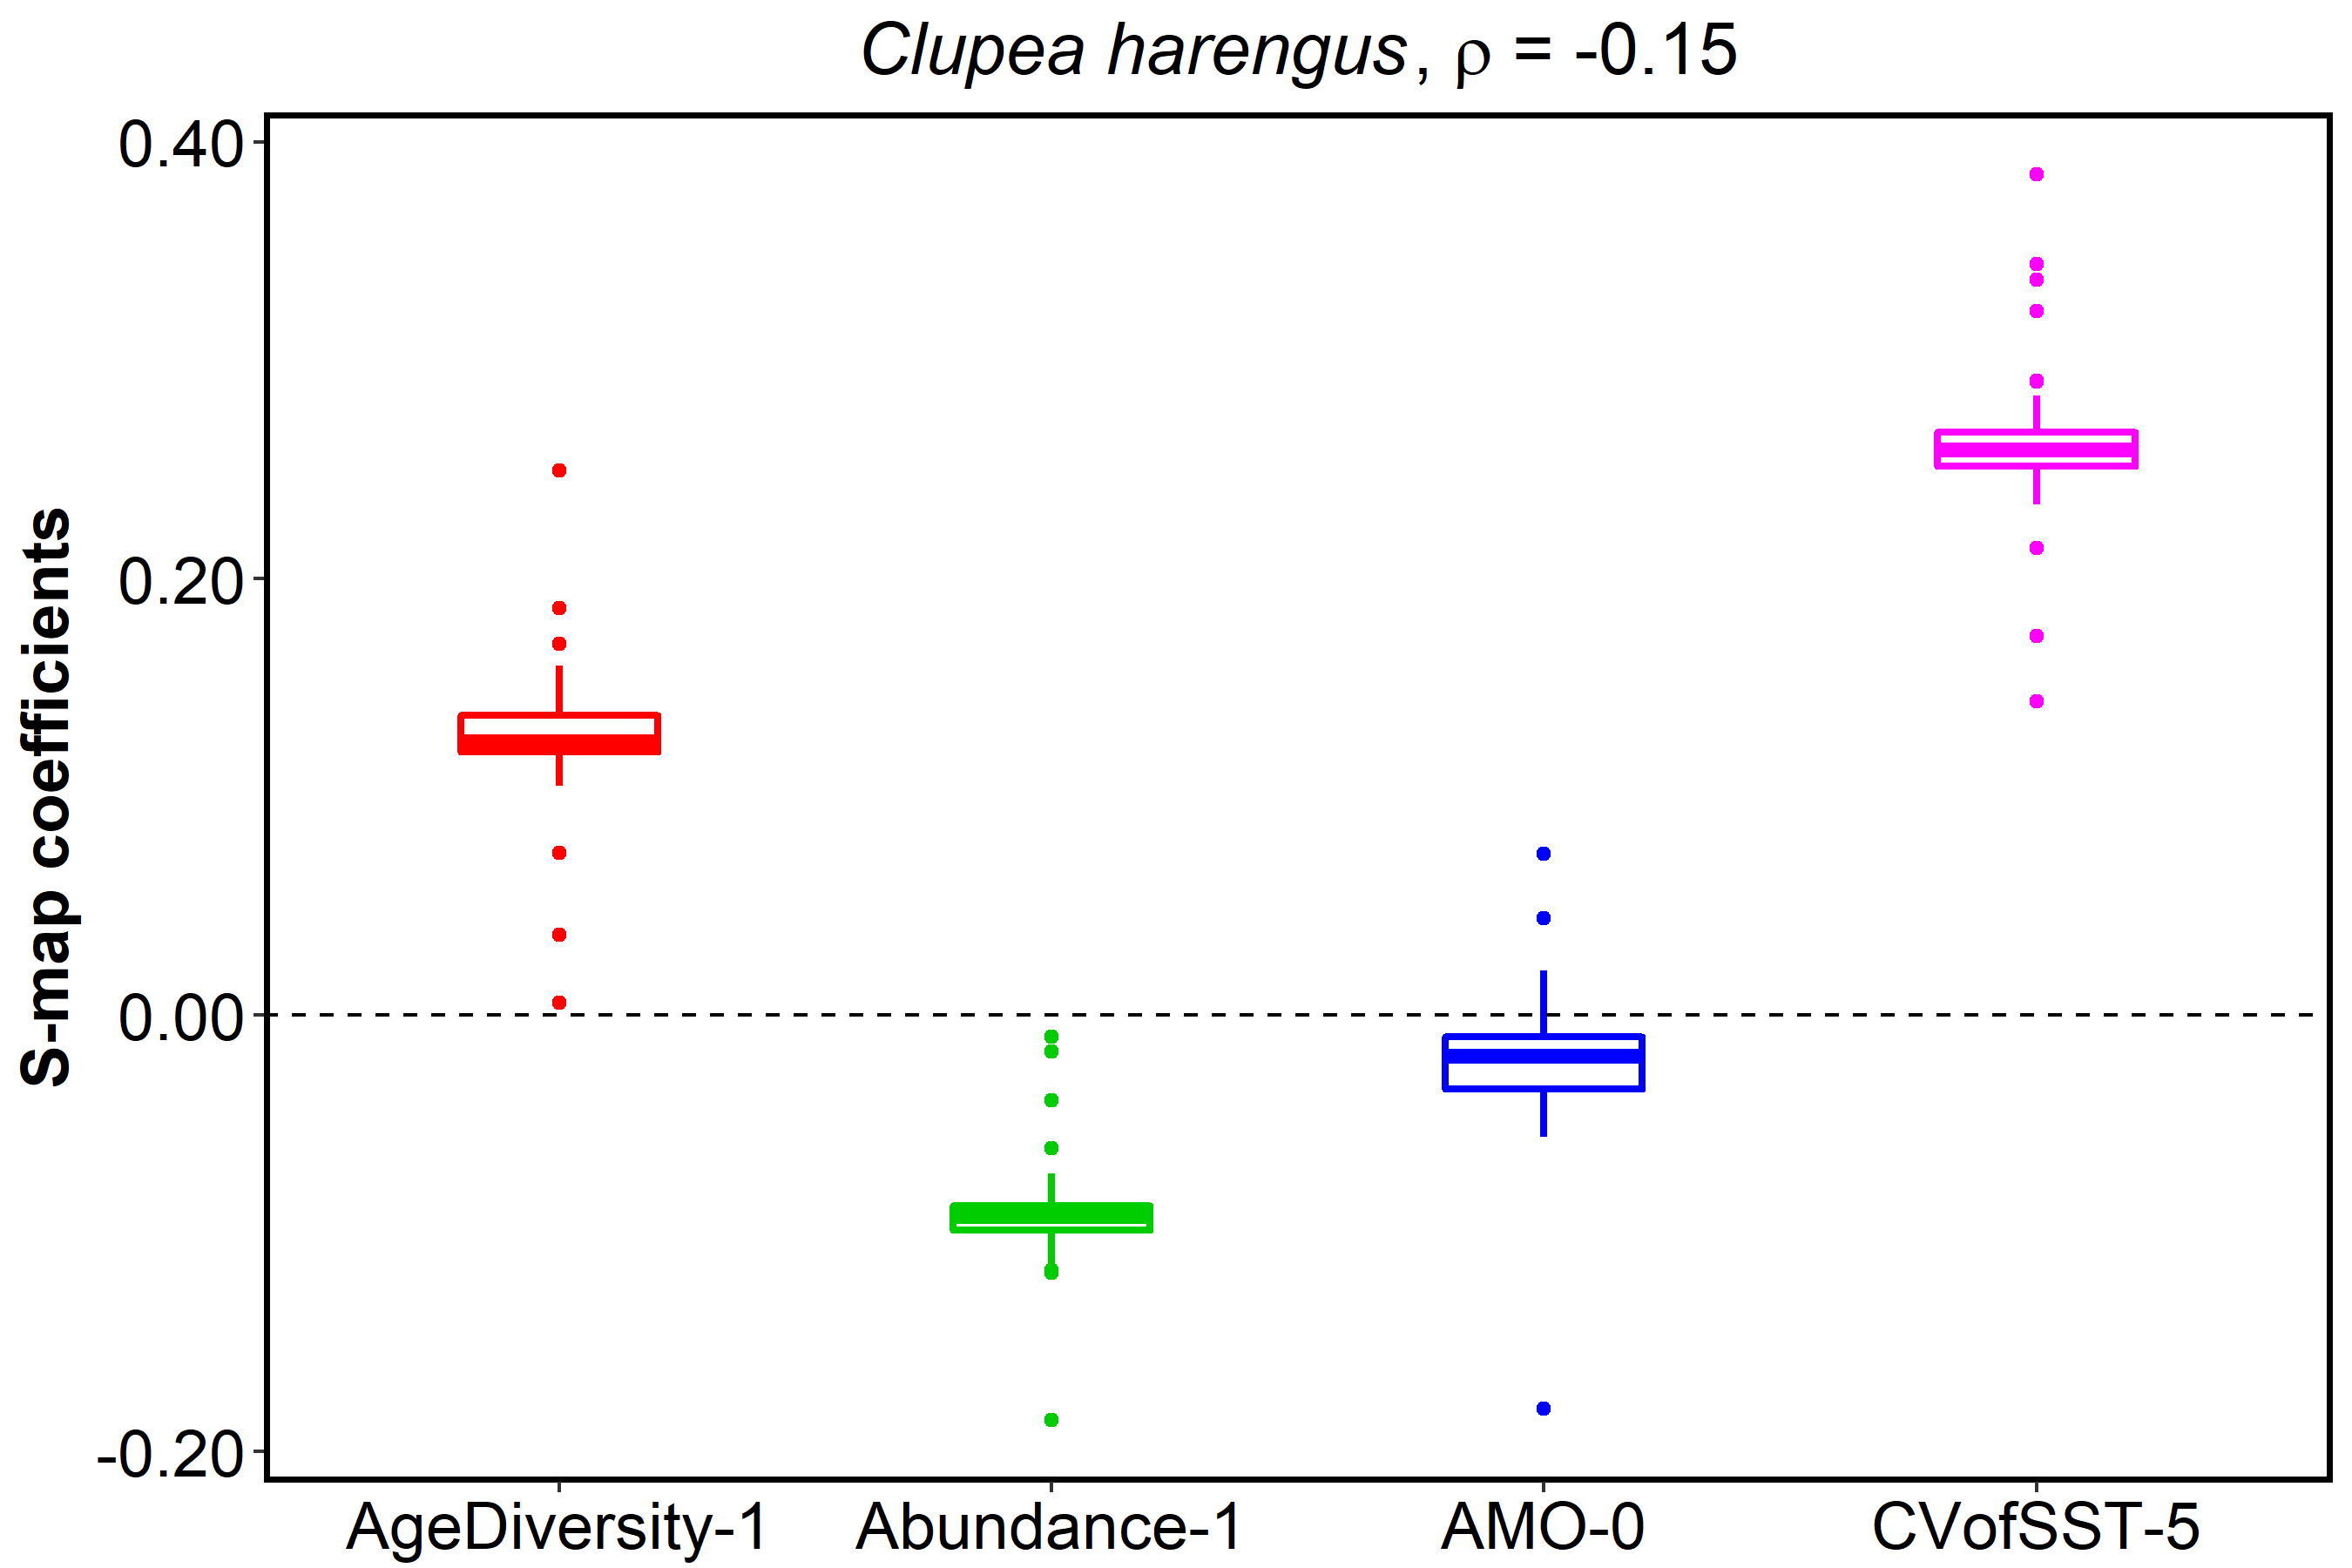 Clupea harengus, ρ = -0.15
S-map coefficients
0.40
0.20
0.00
-0.20
AgeDiversity-1
Abundance-1
AMO-0
CVofSST-5